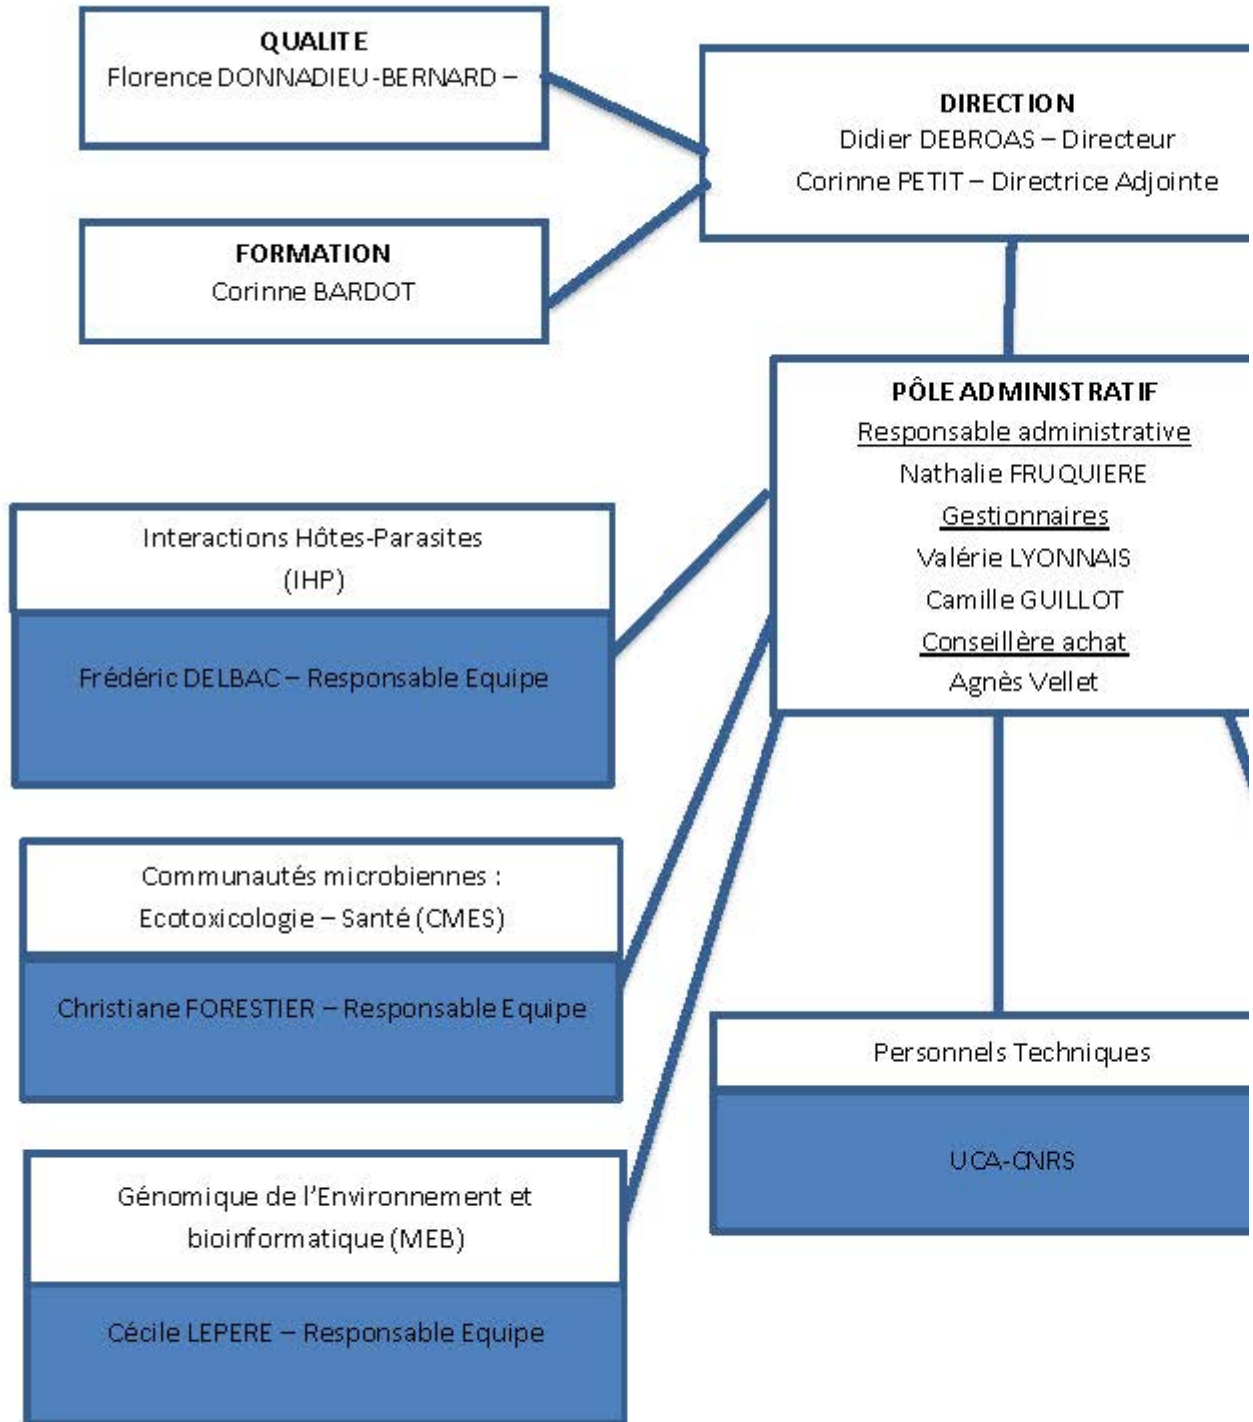 QUALITE
Florence DONNADIEU-BERNARD –
DIRECTION
Didier DEBROAS – Directeur
Corinne PETIT – Directrice Adjointe
FORMATION
Corinne BARDOT
PÔLE ADMINISTRATIF
Responsable administrative
Nathalie FRUQUIERE
Gestionnaires
Valérie LYONNAIS
Camille GUILLOT
Conseillère achat
Agnès Vellet
Interactions Hôtes-Parasites
(IHP)
Frédéric DELBAC – Responsable Equipe
Communautés microbiennes :
Ecotoxicologie – Santé (CMES)
Christiane FORESTIER – Responsable Equipe
Personnels Techniques
UCA-CNRS
Génomique de l'Environnement et
bioinformatique (MEB)
Cécile LEPERE – Responsable Equipe